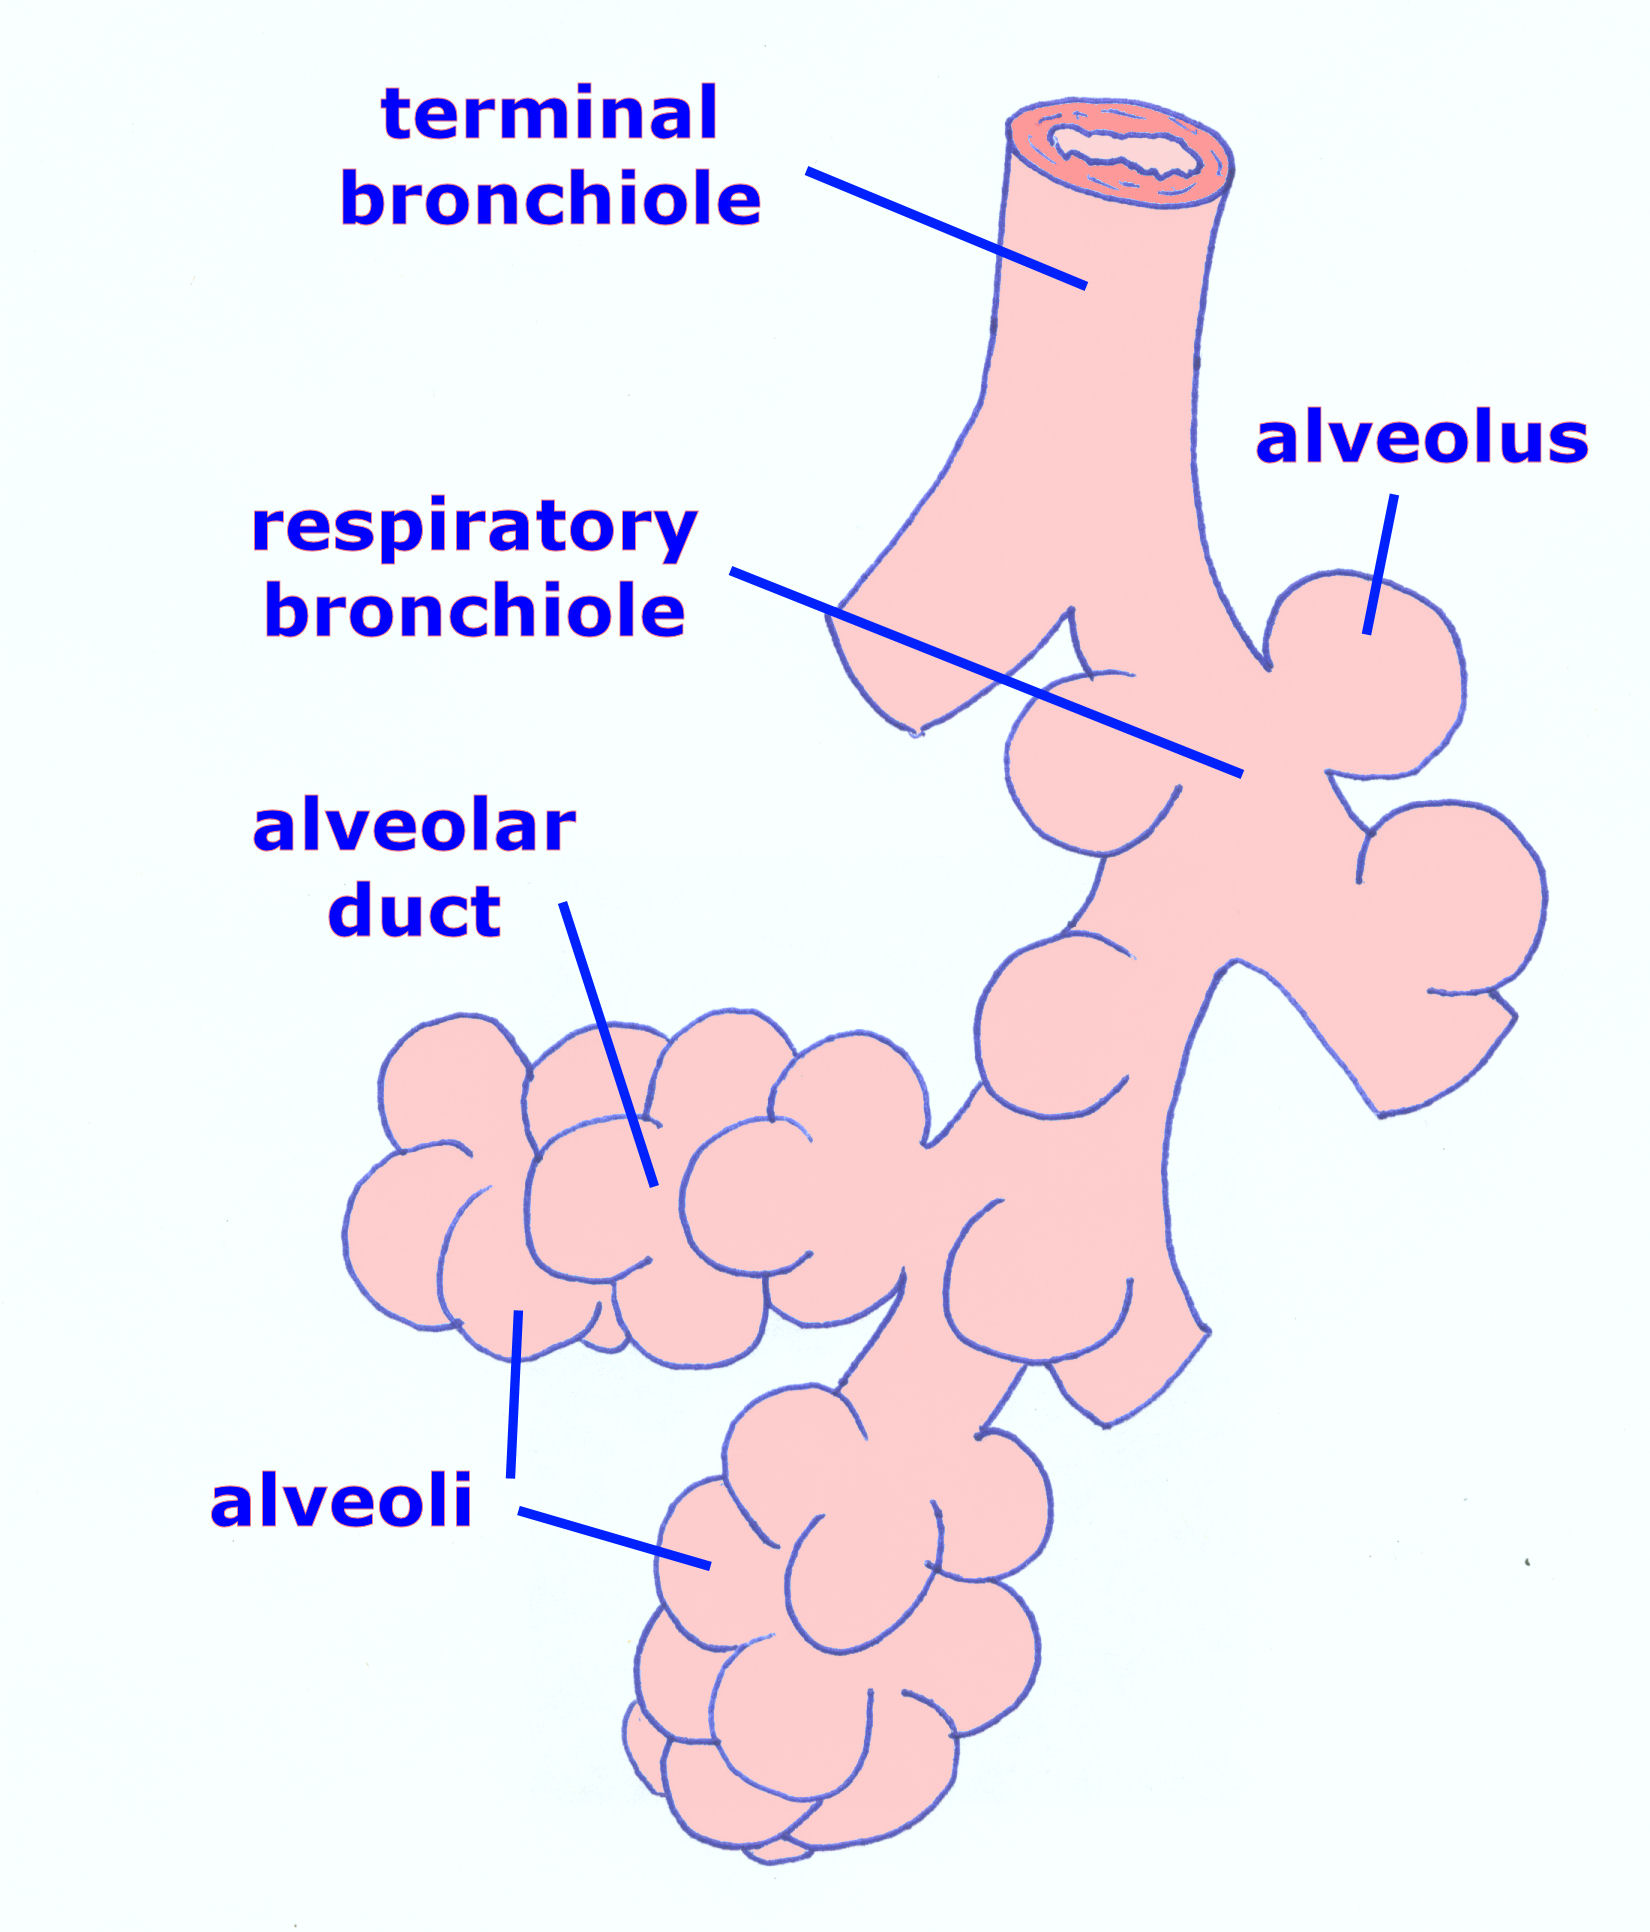 terminal
bronchiole
alveolus
respiratory
bronchiole
alveolar
duct
alveoli